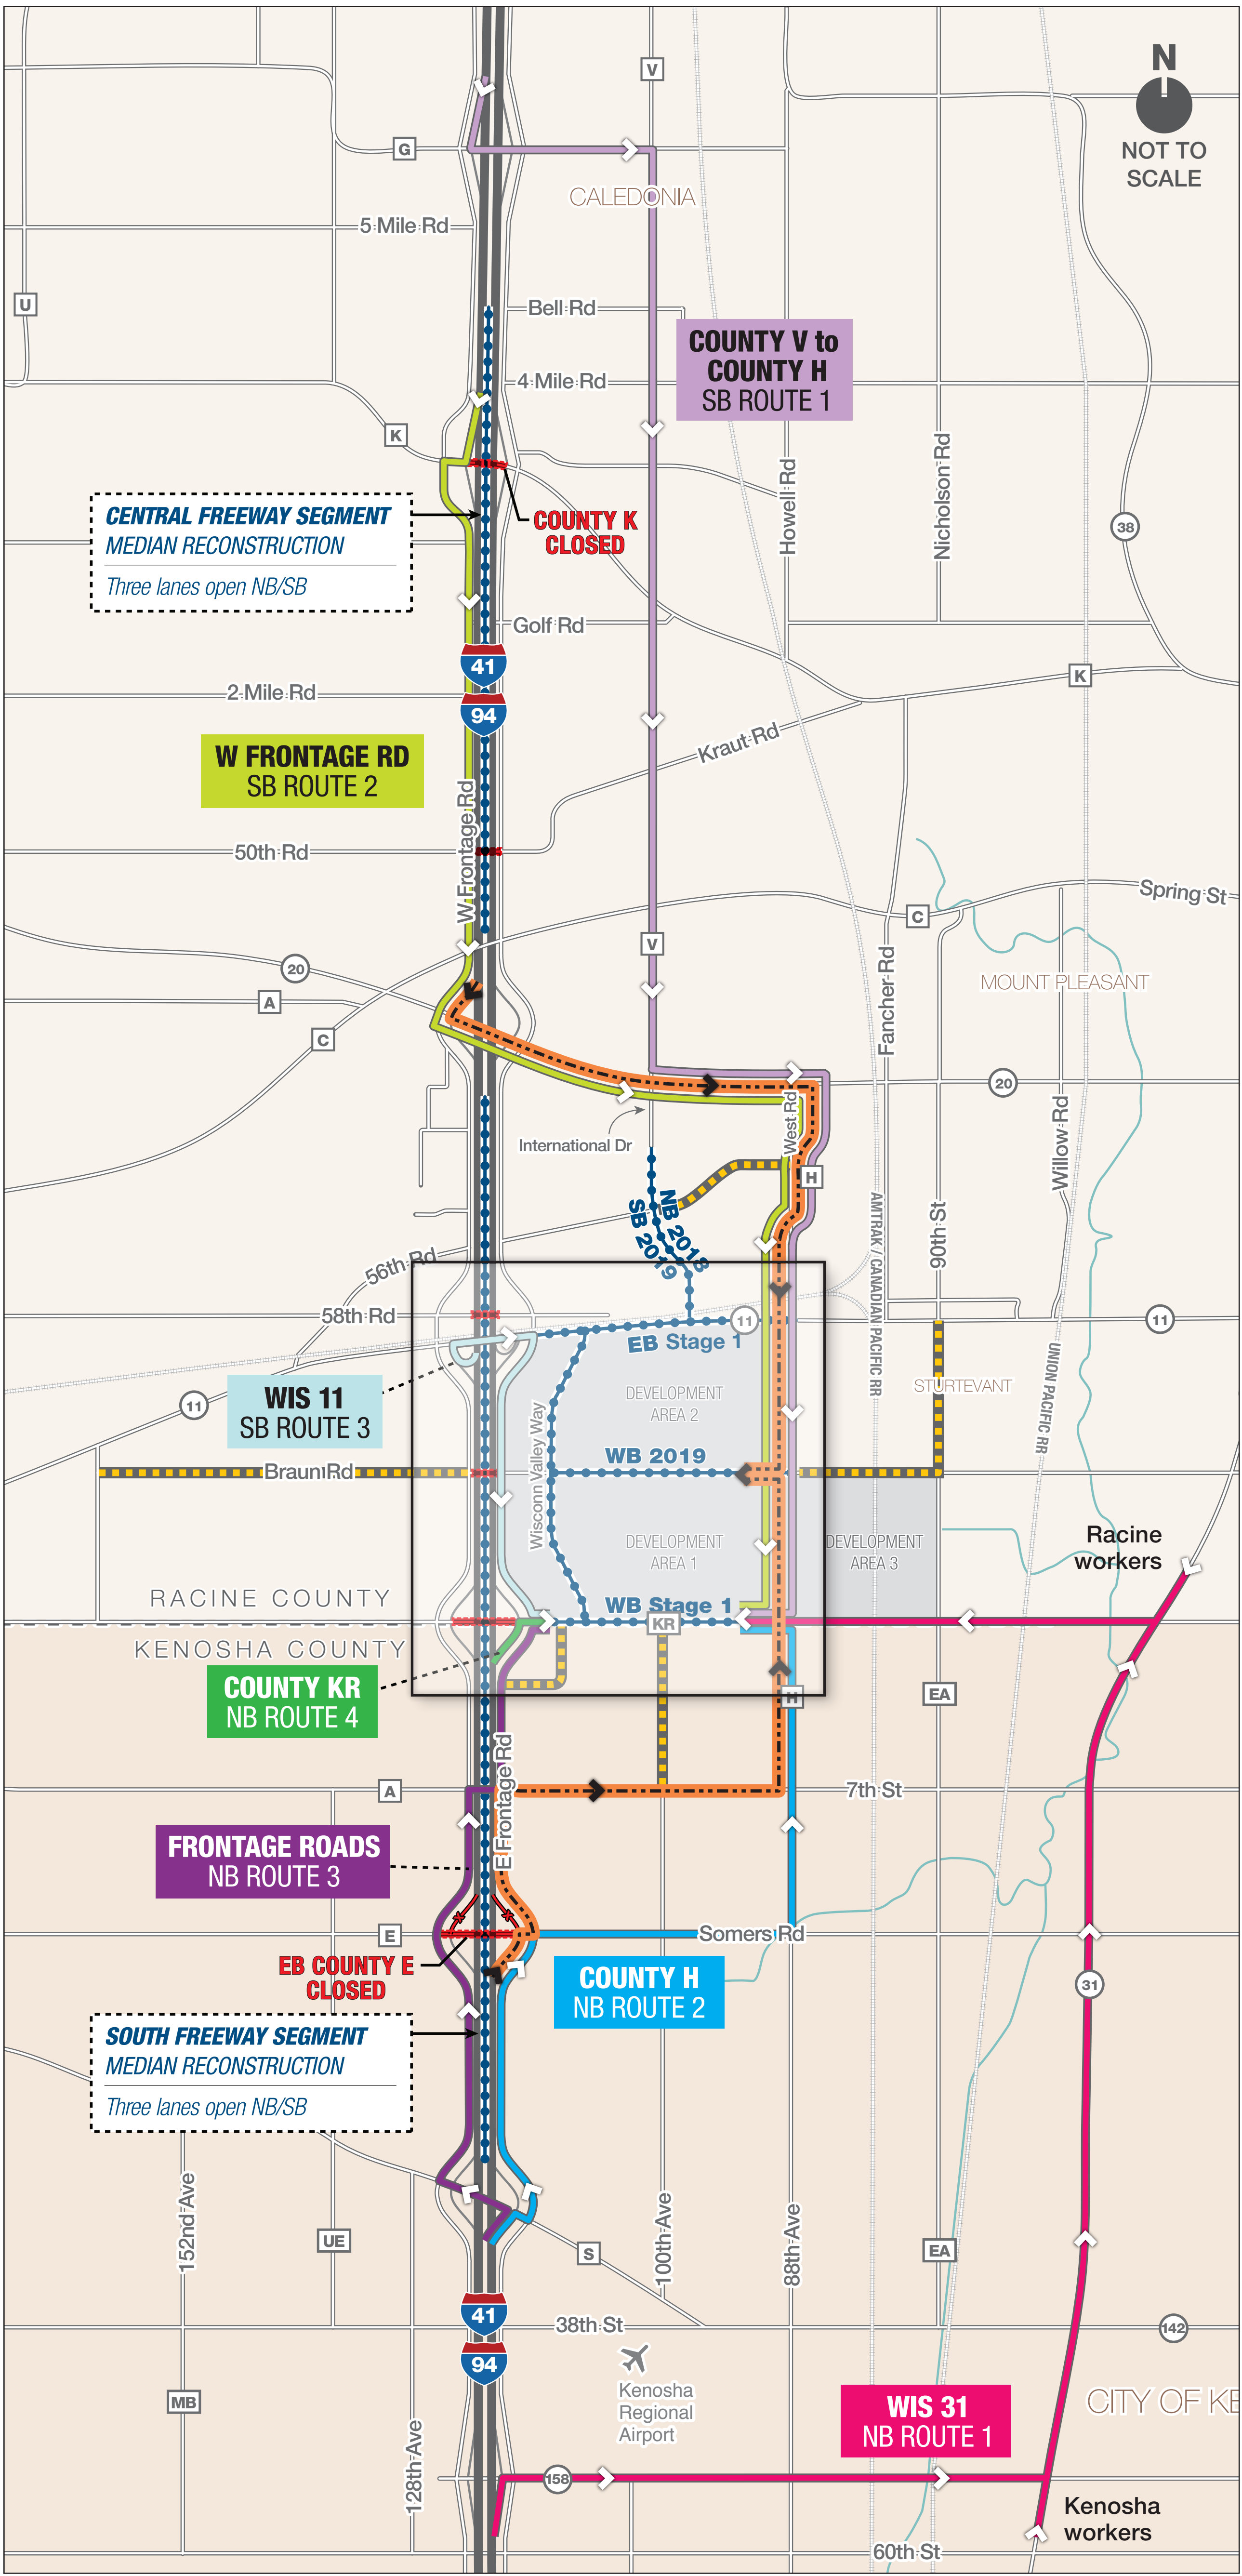 N
NOT TO
SCALE
V
G
CALEDONIA
5 Mile Rd
U
Bell Rd
COUNTY V to
COUNTY H
SB ROUTE 1
4 Mile Rd
K
Howell Rd
Nicholson Rd
CENTRAL FREEWAY SEGMENT
MEDIAN RECONSTRUCTION
Three lanes open NB/SB
COUNTY K
CLOSED
38
Golf Rd
41
K
2 Mile Rd
94
Kraut Rd
W FRONTAGE RD
SB ROUTE 2
W Frontage Rd
50th Rd
Spring St
C
V
20
Fancher Rd
MOUNT PLEASANT
A
C
20
West Rd
Willow Rd
International Dr
H
NB 2018
SB 2019
AMTRAK / CANADIAN PACIFIC RR
90th St
56th Rd
58th Rd
11
11
EB Stage 1
UNION PACIFIC RR
WIS 11
SB ROUTE 3
11
DEVELOPMENT
AREA 2
STURTEVANT
Wisconn Valley Way
WB 2019
Braun Rd
DEVELOPMENT
AREA 1
DEVELOPMENT
AREA 3
Racine
workers
RACINE COUNTY
WB Stage 1
KR
KENOSHA COUNTY
COUNTY KR
NB ROUTE 4
H
EA
E Frontage Rd
A
7th St
FRONTAGE ROADS
NB ROUTE 3
E
Somers Rd
EB COUNTY E
CLOSED
COUNTY H
NB ROUTE 2
31
SOUTH FREEWAY SEGMENT
MEDIAN RECONSTRUCTION
Three lanes open NB/SB
152nd Ave
UE
S
100th Ave
88th Ave
EA
41
38th St
142
94
Kenosha
Regional
Airport
MB
WIS 31
NB ROUTE 1
CITY OF KE
128th Ave
158
Kenosha
workers
60th St